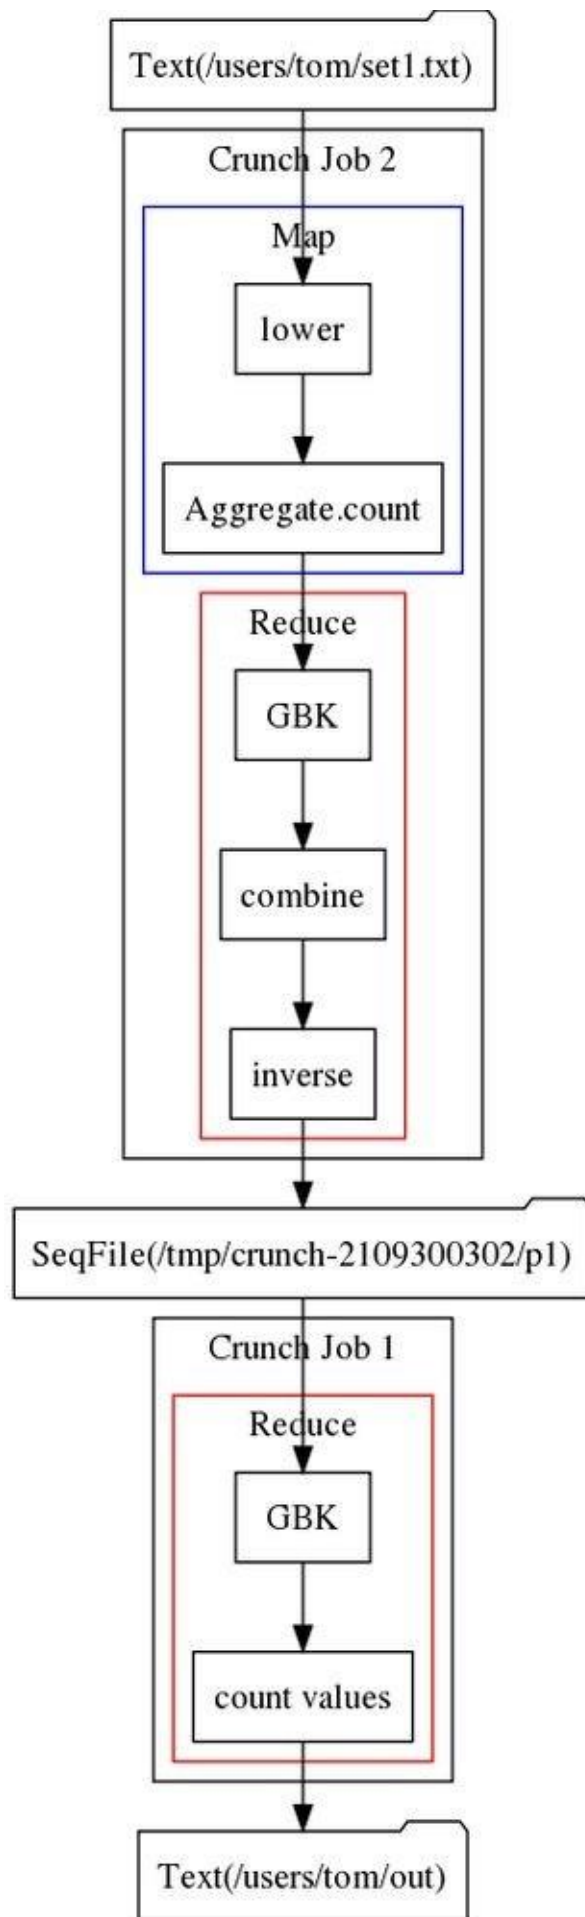 Text(/users/tom/set1.txt)
Crunch Job 2
Map
lower
Aggregate.count
Reduce
GBK
combine
inverse
SeqFile(/tmp/crunch-2109300302/p1)
Crunch Job 1
Reduce
GBK
count values
Text(/users/tom/out)